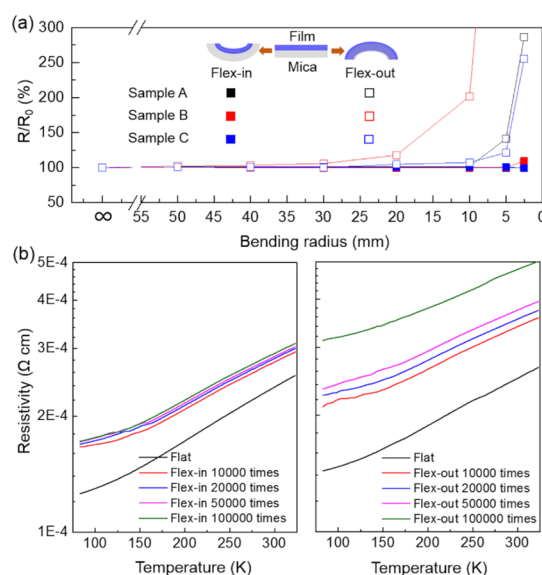 (a)
Film
Mica
Flex-in
Flex-out
Sample A
Sample B
Sample C
R/R0 (%)
300
250
200
150
100
50
∞
55
50
40
30
20
10
5
0
Bending radius (mm)
(b)
Resistivity (Ω cm)
5E-4
4E-4
3E-4
2E-4
1E-4
Flat
Flex-in 10000 times
Flex-in 20000 times
Flex-in 50000 times
Flex-in 100000 times
100 150 200 250 300
Temperature (K)
Flat
Flex-out 10000 times
Flex-out 20000 times
Flex-out 50000 times
Flex-out 100000 times
100 150 200 250 300
Temperature (K)